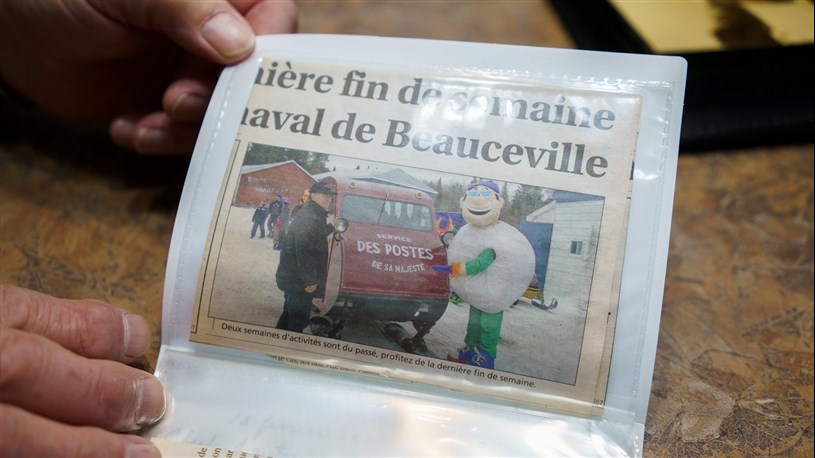 nière fin de semaine
naval de Beauceville
SERVICE
DES POSTES
DE SA MAJESTÉ
Deux semaines d'activités sont du passé, profitez de la dernière fin de semaine.